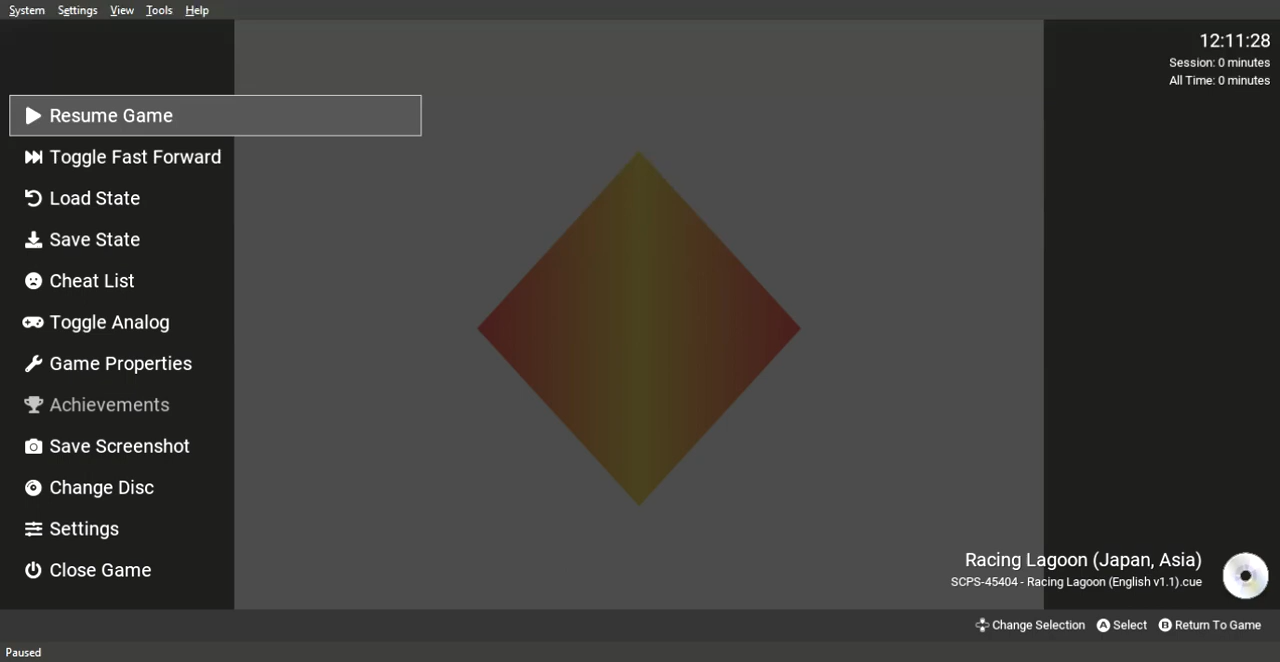 System Settings View Tools Help
12:11:28
Session: 0 minutes
All Time: 0 minutes
Resume Game
Toggle Fast Forward
Load State
Save State
Cheat List
Toggle Analog
Game Properties
Achievements
Save Screenshot
Change Disc
Settings
Close Game
Racing Lagoon (Japan, Asia)
SCPS-45404 - Racing Lagoon (English v1.1).cue
Change Selection A Select B Return To Game
Paused